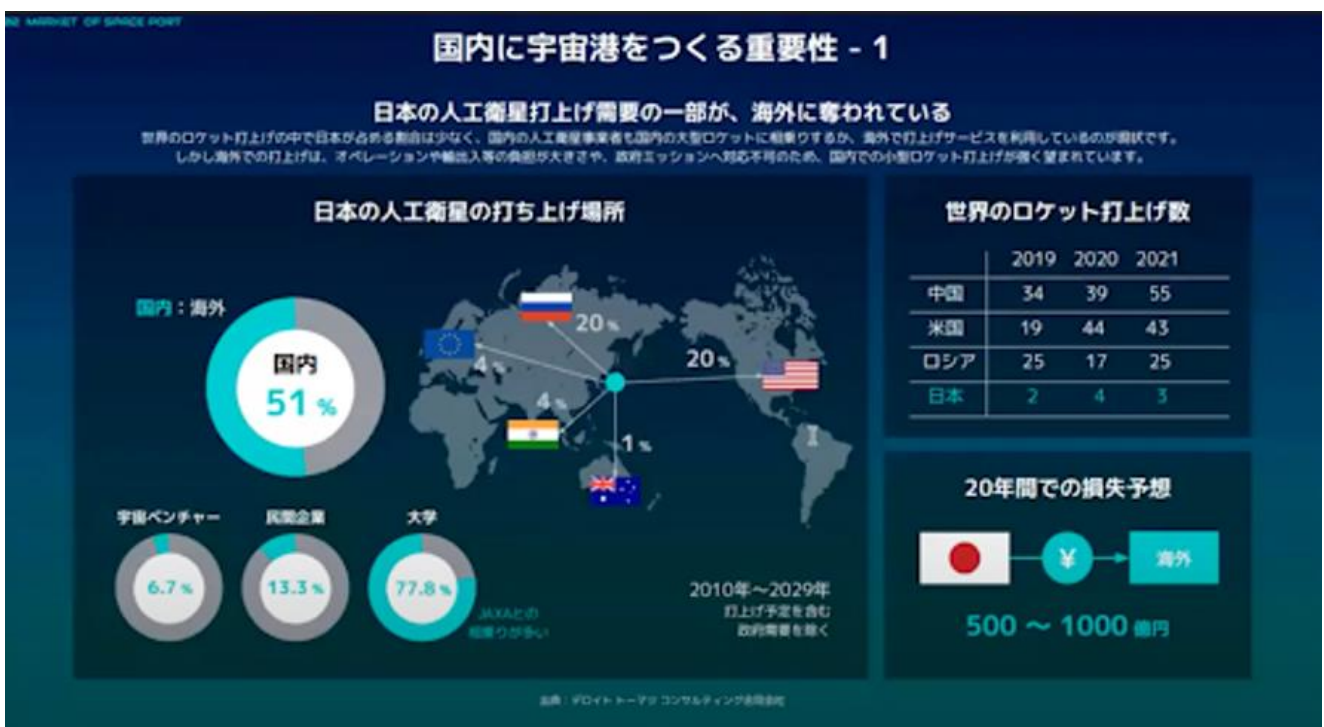 MARKET OF SPACE PORT
国内に宇宙港をつくる重要性 - 1
日本の人工衛星打上げ需要の一部が、海外に奪われている
世界のロケット打上げの中で日本が占める割合は少なく、国内の人工衛星事業者も国内の大型ロケットに相乗りするか、海外で打上げサービスを利用しているのが現状です。
しかし海外での打上げは、オペレーションや輸出入等の負担が大きさや、政府ミッションへ対応不可のため、国内での小型ロケット打上げが強く望まれています。
日本の人工衛星の打ち上げ場所
国内：海外
国内
51 %
20 %
4 %
20 %
4 %
1 %
宇宙ベンチャー
民間企業
大学
6.7 %
13.3 %
77.8 %
JAXAとの
相乗りが多い
2010年～2029年
打上げ予定を含む
政府需要を除く
世界のロケット打上げ数
2019 2020 2021
中国 34 39 55
米国 19 44 43
ロシア 25 17 25
日本 2 4 3
20年間での損失予想
¥
海外
500 ～ 1000 億円
出典：デロイト トーマツ コンサルティング合同会社